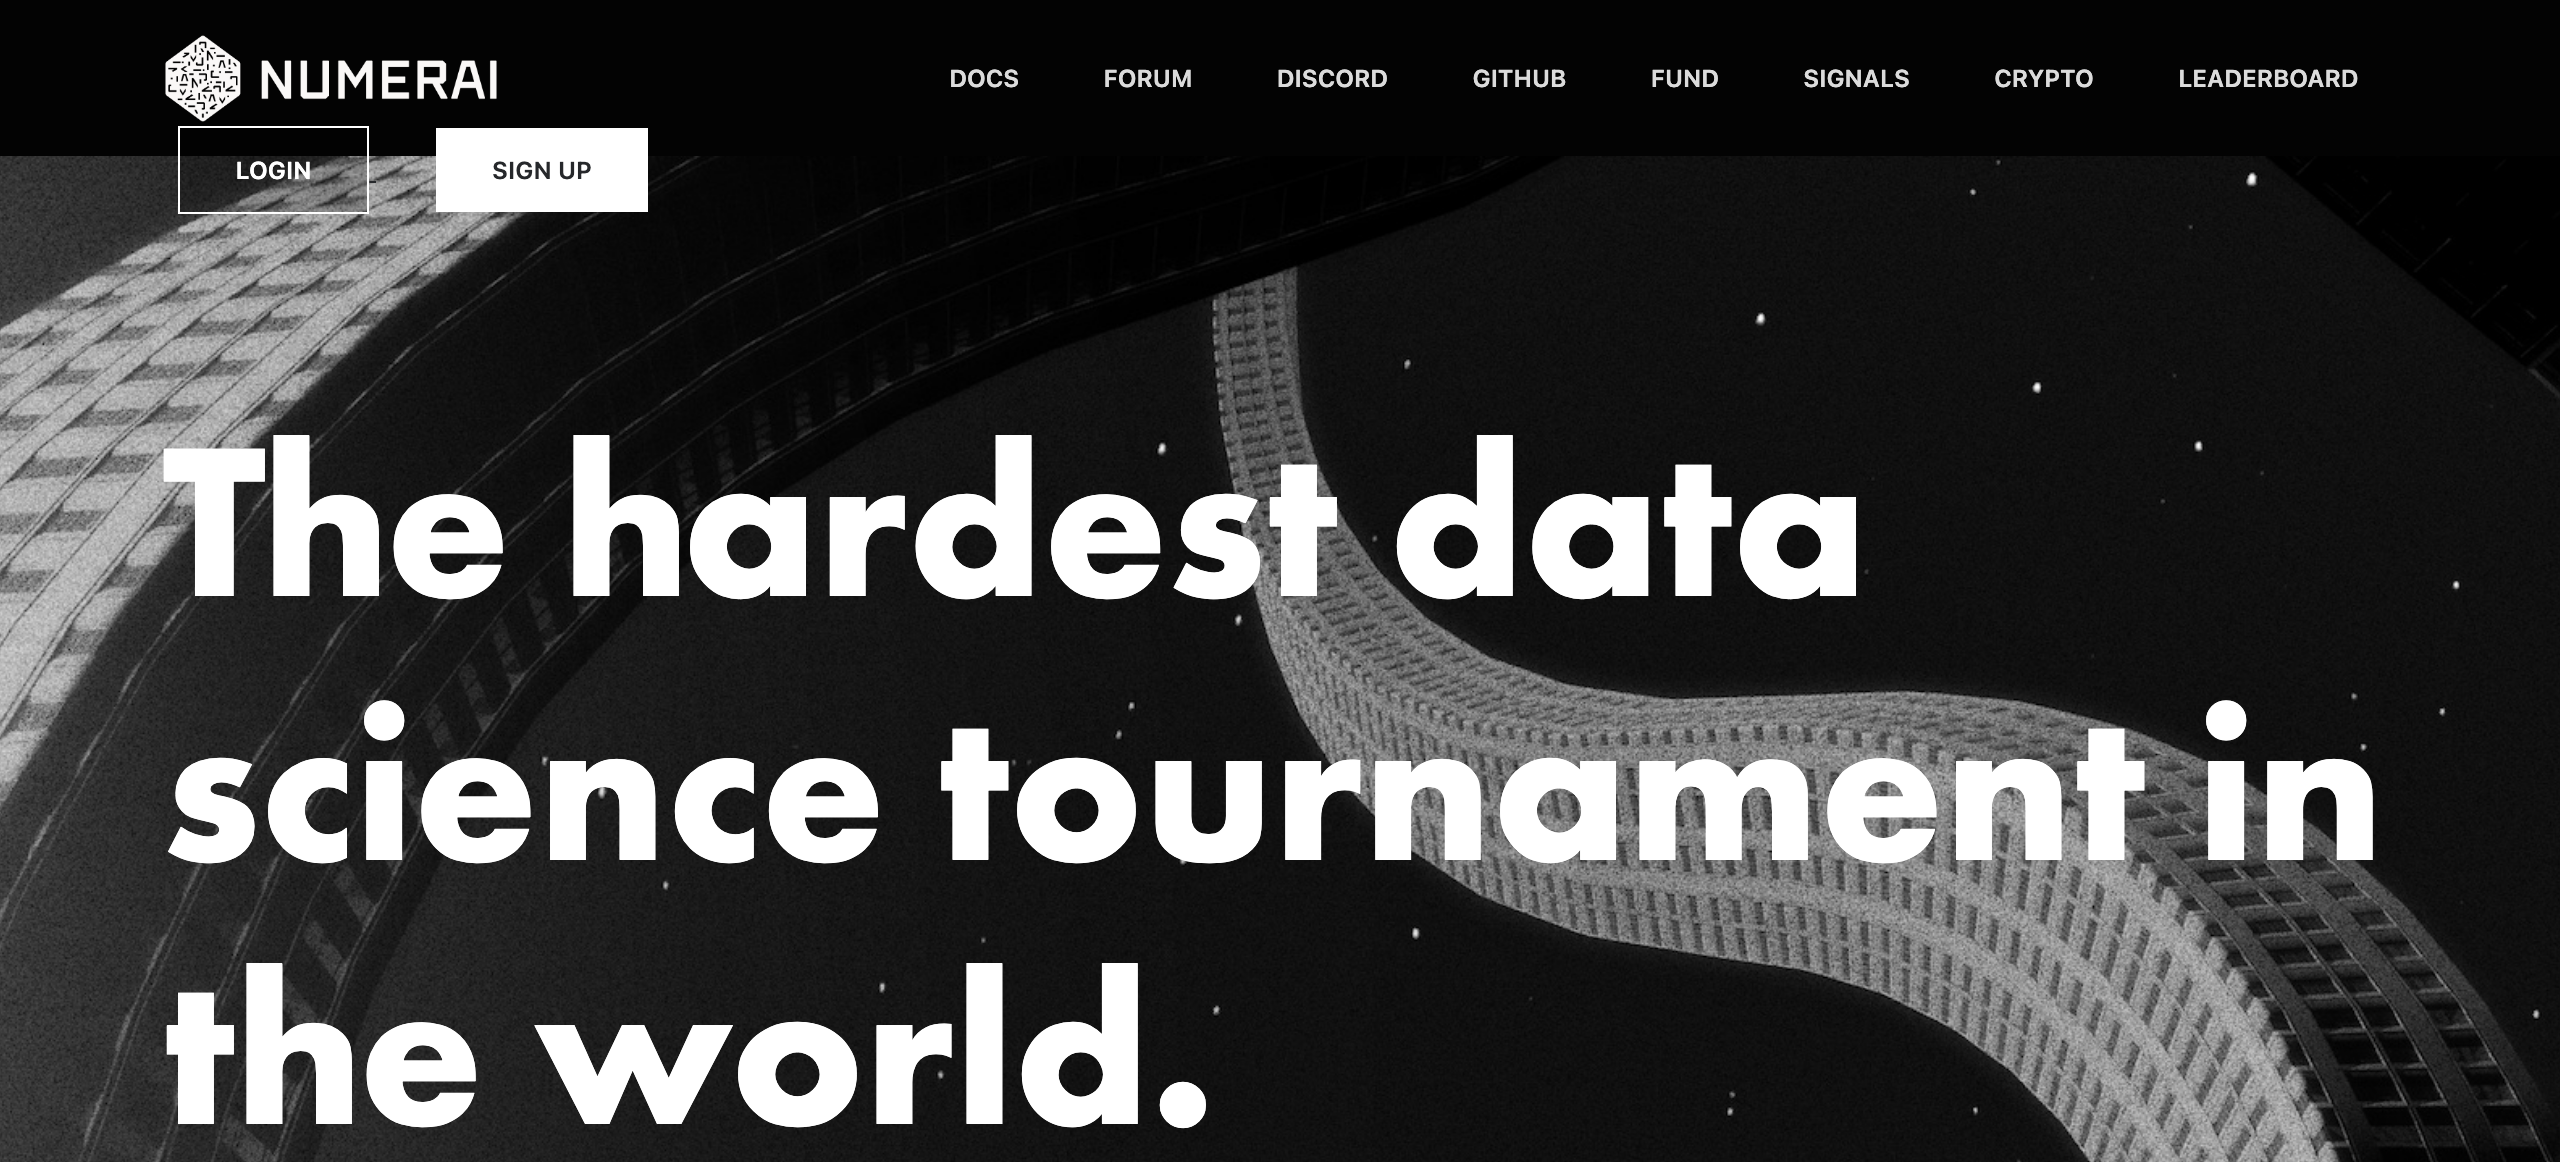 NUMERAI
DOCS FORUM DISCORD GITHUB FUND SIGNALS CRYPTO LEADERBOARD
LOGIN SIGN UP
The hardest data
science tournament in
the world.